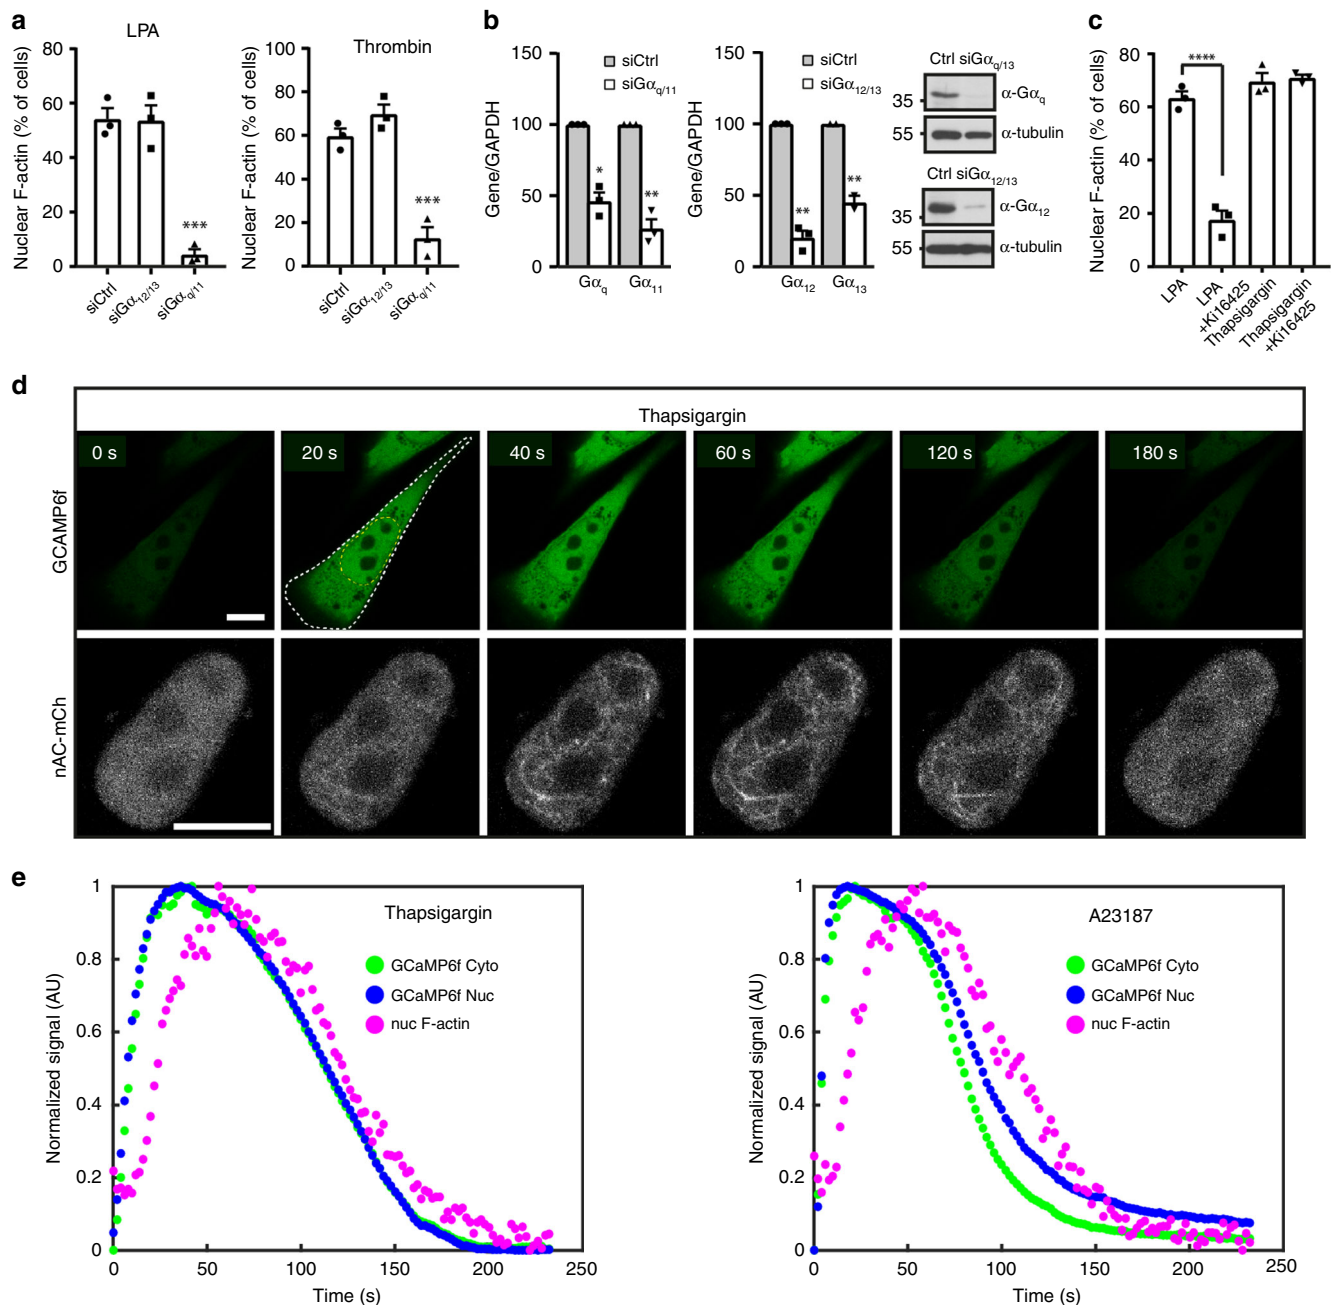 a
LPA
Nuclear F-actin (% of cells)
80
60
40
20
0
***
siCtrl
siGα12/13
siGαq/11
Thrombin
Nuclear F-actin (% of cells)
100
80
60
40
20
0
***
siCtrl
siGα12/13
siGαq/11
b
Gene/GAPDH
150
100
50
0
siCtrl
siGαq/11
*
**
Gαq
Gα11
Gene/GAPDH
150
100
50
0
siCtrl
siGα12/13
**
**
Gα12
Gα13
Ctrl siGαq/13
35
α-Gαq
55
α-tubulin
Ctrl siGα12/13
35
α-Gα12
55
α-tubulin
c
Nuclear F-actin (% of cells)
80
60
40
20
0
****
LPA
LPA
+Ki16425
Thapsigargin
Thapsigargin
+Ki16425
d
Thapsigargin
GCAMP6f
0 s
20 s
40 s
60 s
120 s
180 s
nAC-mCh
e
Normalized signal (AU)
1
0.8
0.6
0.4
0.2
0
Thapsigargin
GCaMP6f Cyto
GCaMP6f Nuc
nuc F-actin
0 50 100 150 200 250
Time (s)
Normalized signal (AU)
1
0.8
0.6
0.4
0.2
0
A23187
GCaMP6f Cyto
GCaMP6f Nuc
nuc F-actin
0 50 100 150 200 250
Time (s)